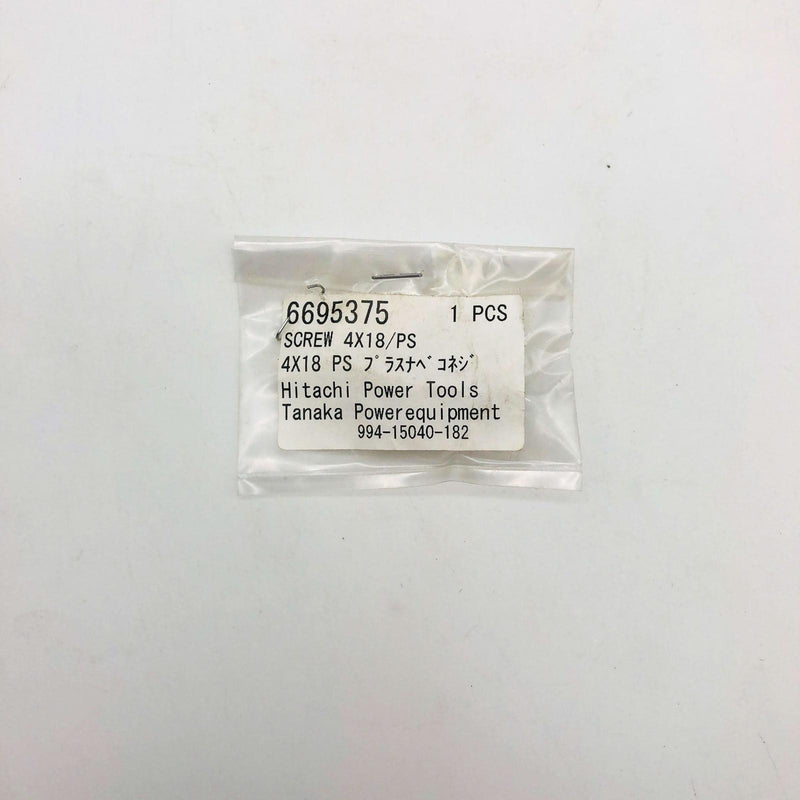 6695375 1 PCS
SCREW 4X18/PS
4X18 PS プラスナベコネジ
Hitachi Power Tools
Tanaka Powerequipment
994-15040-182